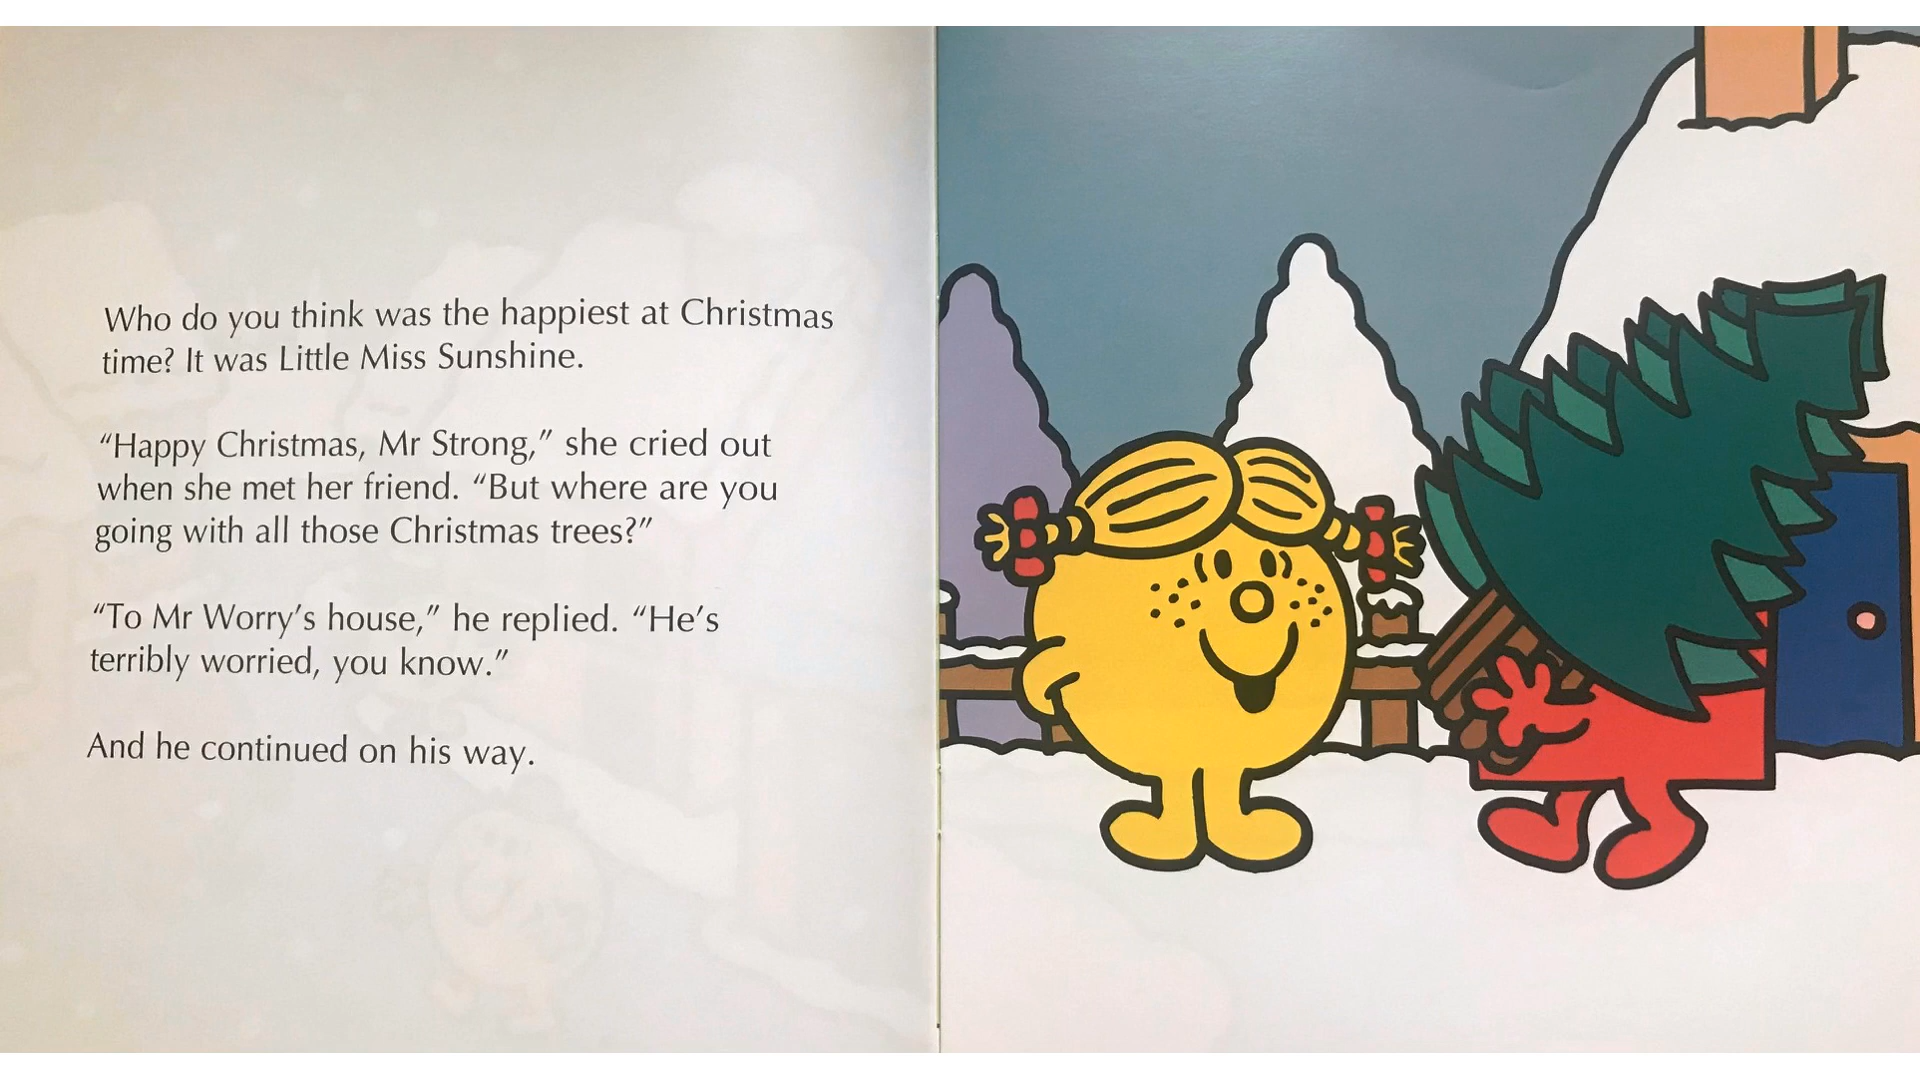 Who do you think was the happiest at Christmas
time? It was Little Miss Sunshine.
“Happy Christmas, Mr Strong,” she cried out
when she met her friend. “But where are you
going with all those Christmas trees?”
“To Mr Worry’s house,” he replied. “He’s
terribly worried, you know.”
And he continued on his way.